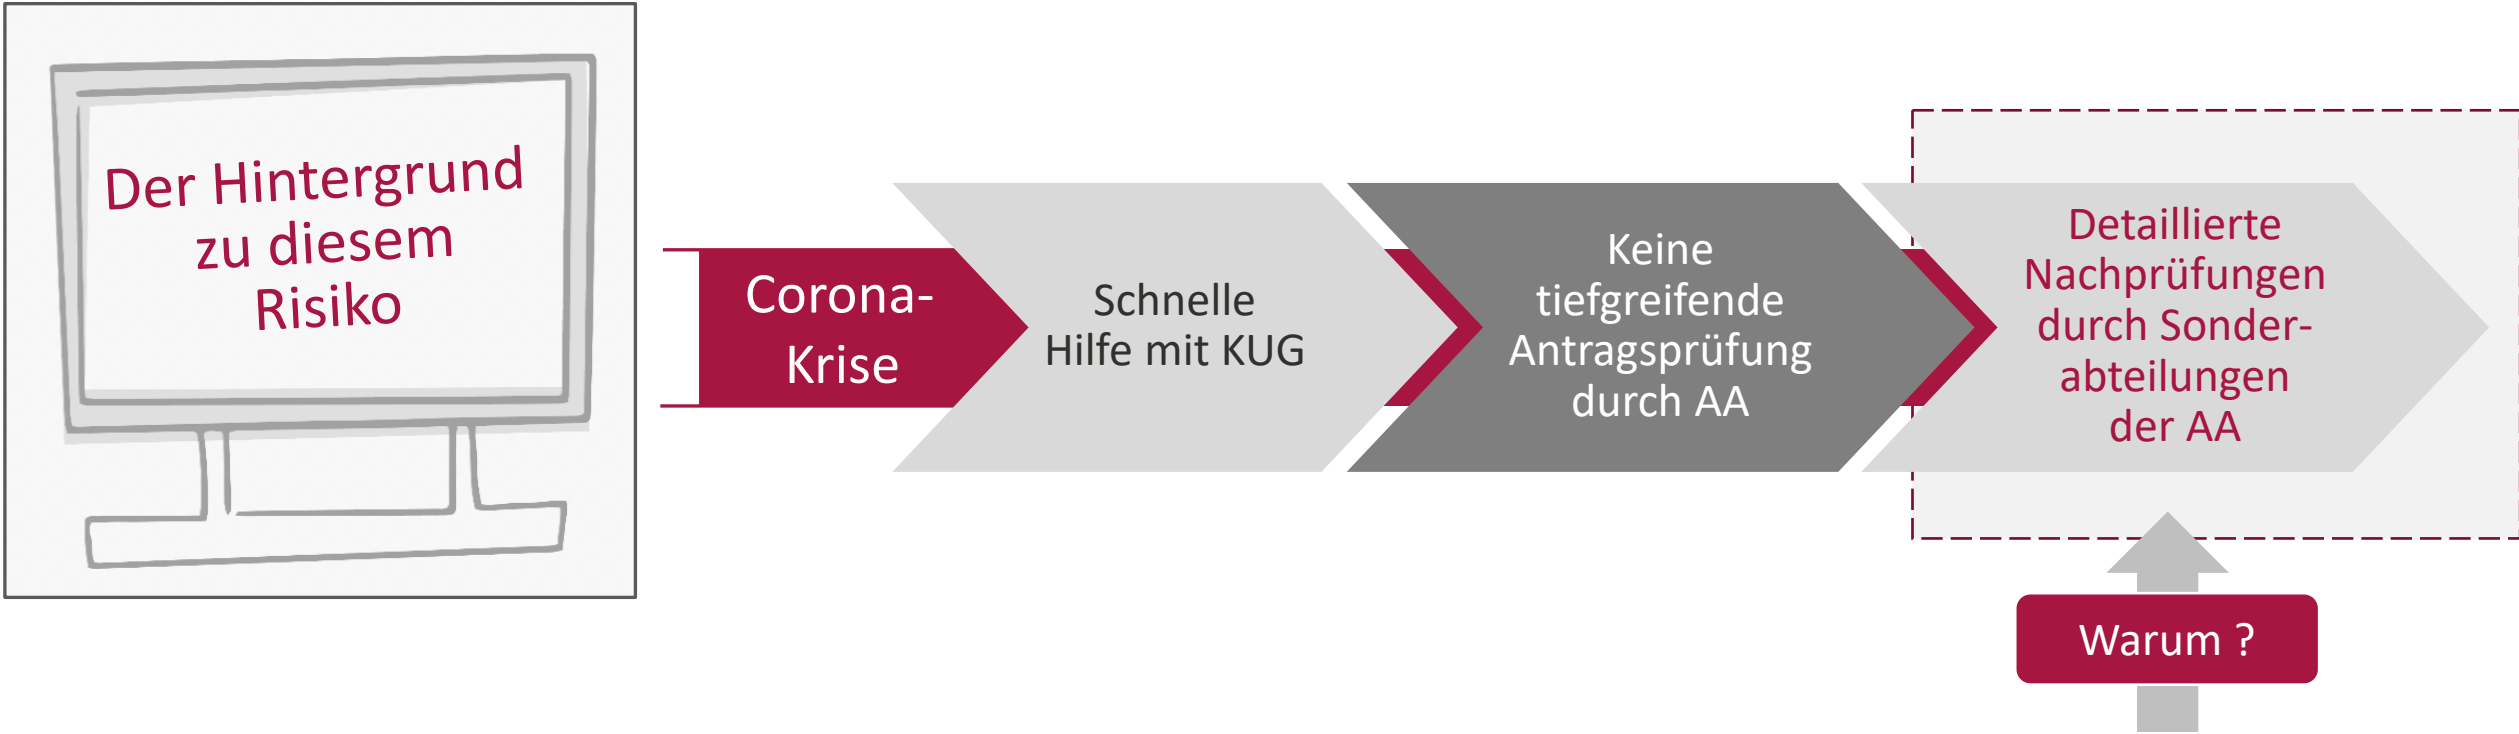 Der Hintergrund
zu diesem
Risiko
Corona-
Krise
Schnelle
Hilfe mit KUG
Keine
tiefgreifende
Antragsprüfung
durch AA
Detaillierte
Nachprüfungen
durch Sonder-
abteilungen
der AA
Warum ?